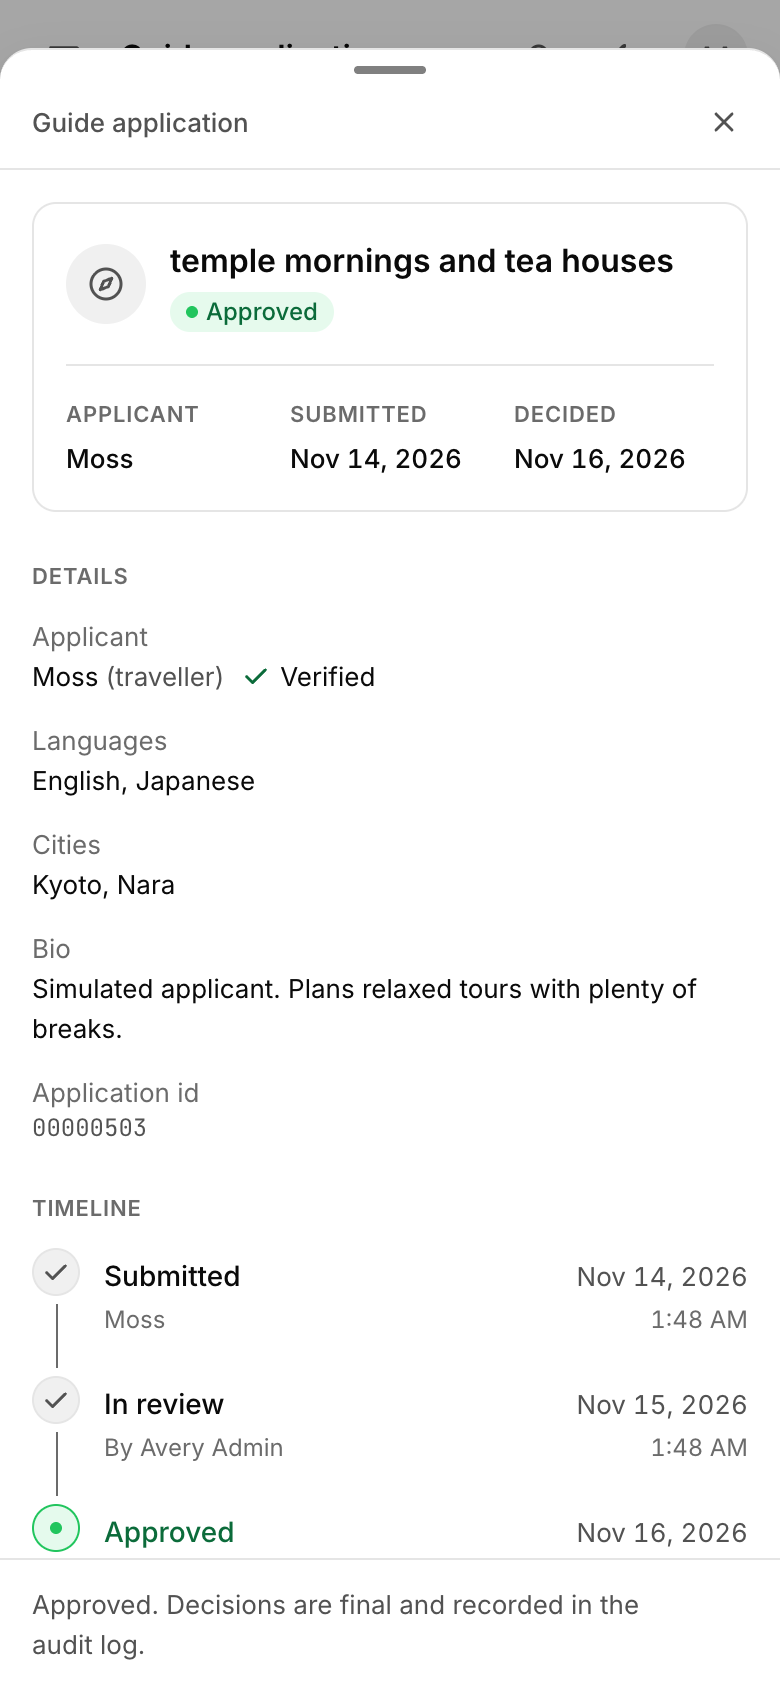 Guide application
temple mornings and tea houses
Approved
APPLICANT
SUBMITTED
DECIDED
Moss
Nov 14, 2026
Nov 16, 2026
DETAILS
Applicant
Moss (traveller) Verified
Languages
English, Japanese
Cities
Kyoto, Nara
Bio
Simulated applicant. Plans relaxed tours with plenty of
breaks.
Application id
00000503
TIMELINE
Submitted
Nov 14, 2026
Moss
1:48 AM
In review
Nov 15, 2026
By Avery Admin
1:48 AM
Approved
Nov 16, 2026
Approved. Decisions are final and recorded in the
audit log.